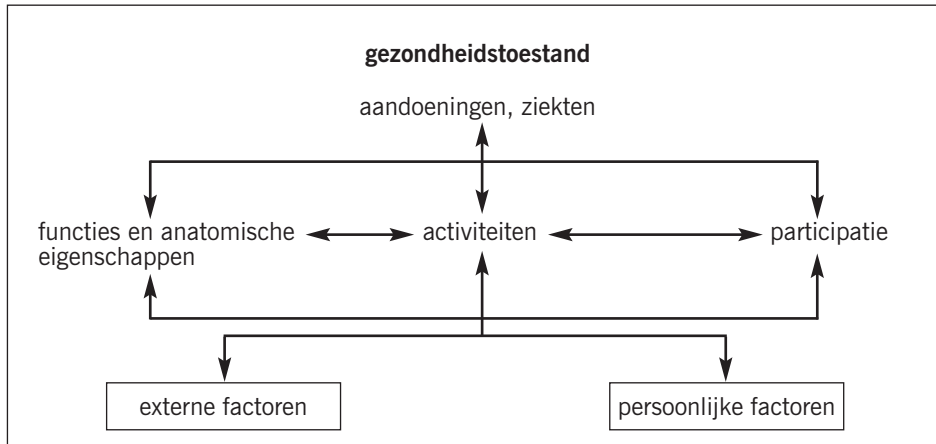 gezondheidstoestand
aandoeningen, ziekten
functies en anatomische
eigenschappen
activiteiten
participatie
externe factoren
persoonlijke factoren